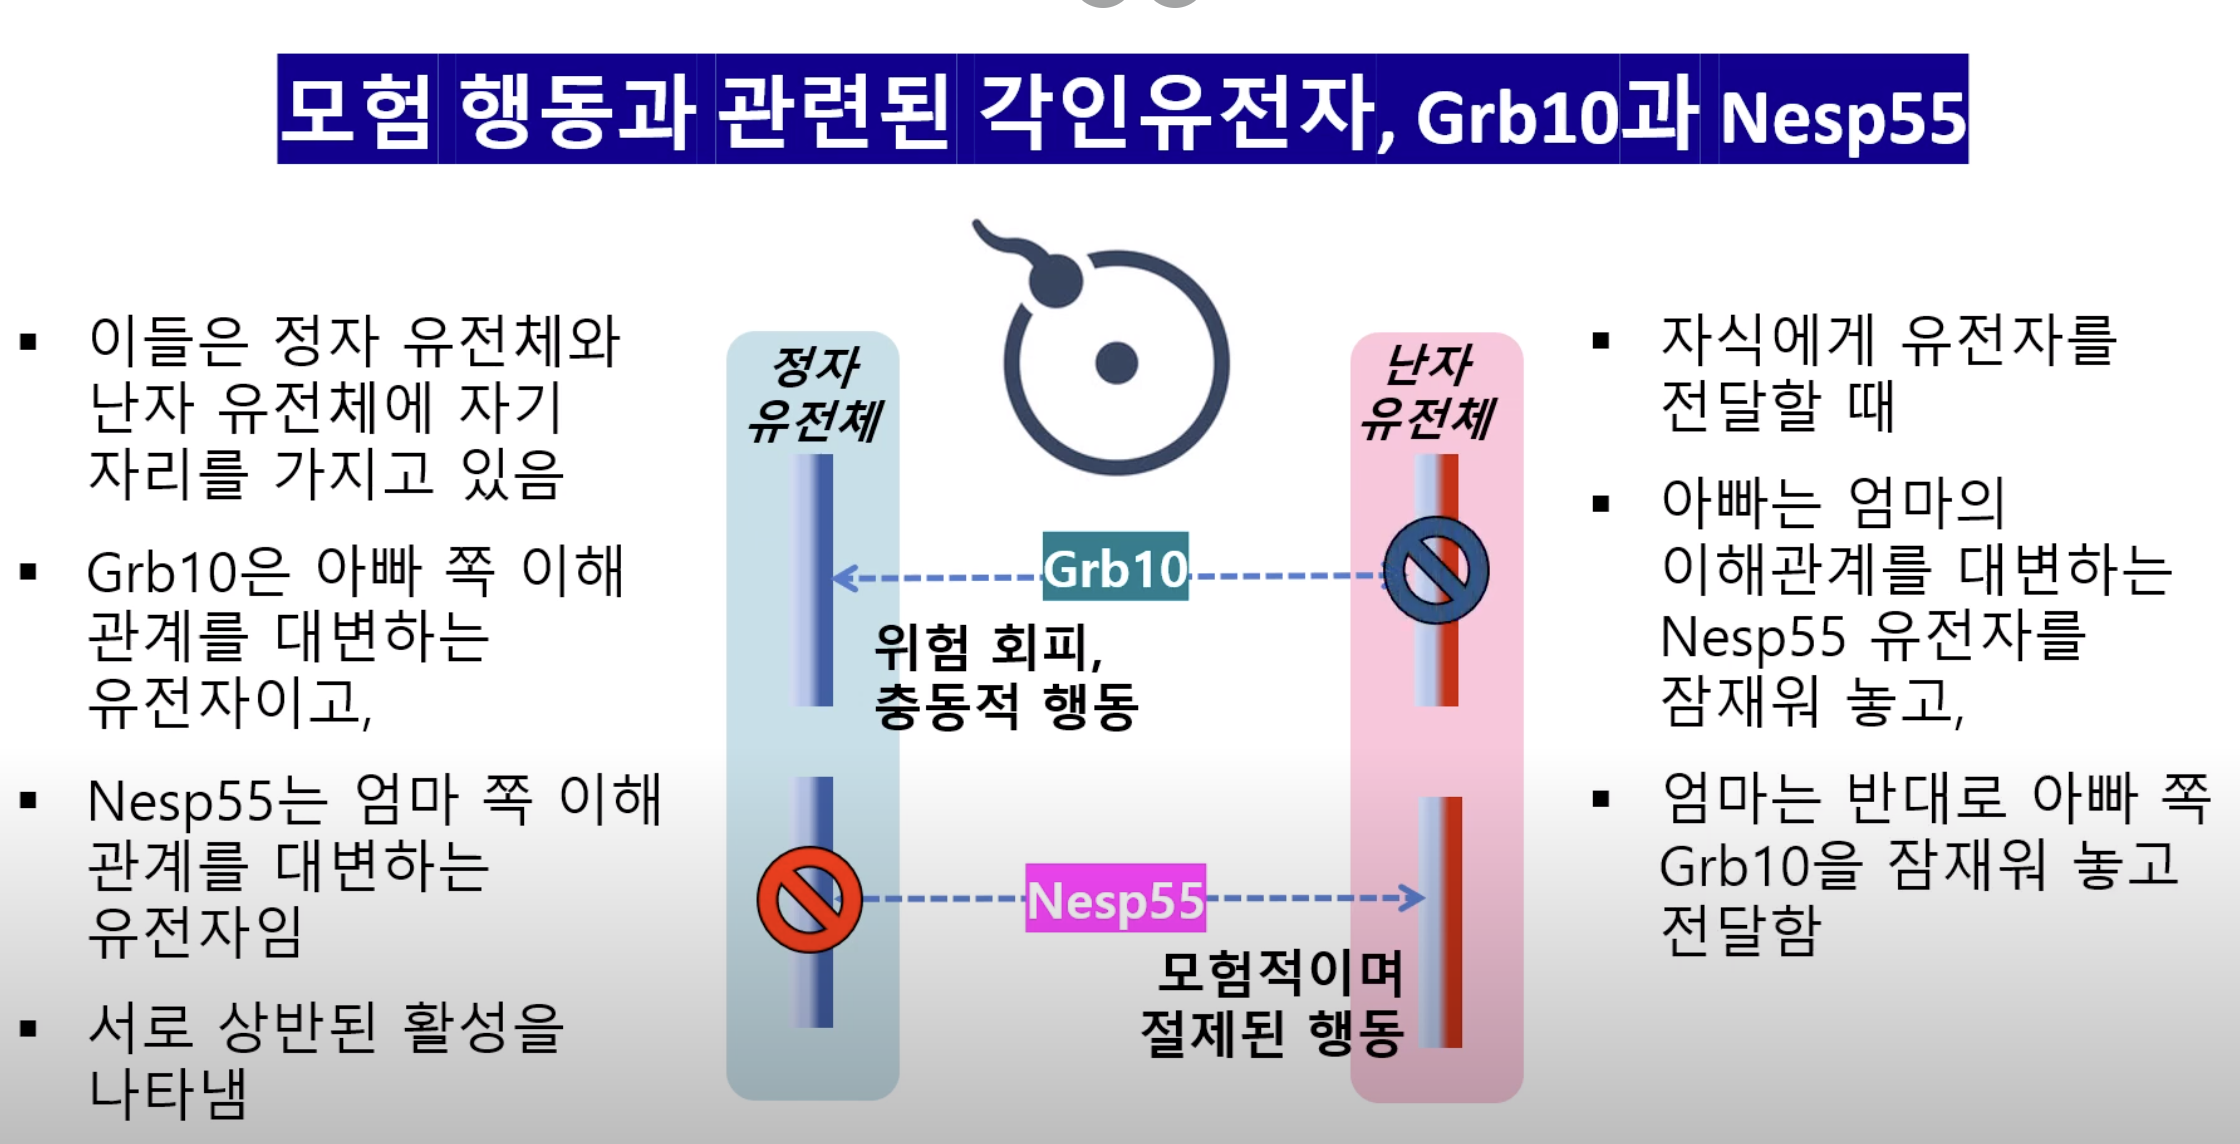 모험 행동과 관련된 각인유전자, Grb10과 Nesp55
이들은 정자 유전체와
난자 유전체에 자기
자리를 가지고 있음
Grb10은 아빠 쪽 이해
관계를 대변하는
유전자이고,
Nesp55는 엄마 쪽 이해
관계를 대변하는
유전자임
서로 상반된 활성을
나타냄
정자
유전체
난자
유전체
Grb10
위험 회피,
충동적 행동
Nesp55
모험적이며
절제된 행동
자식에게 유전자를
전달할 때
아빠는 엄마의
이해관계를 대변하는
Nesp55 유전자를
잠재워 놓고,
엄마는 반대로 아빠 쪽
Grb10을 잠재워 놓고
전달함